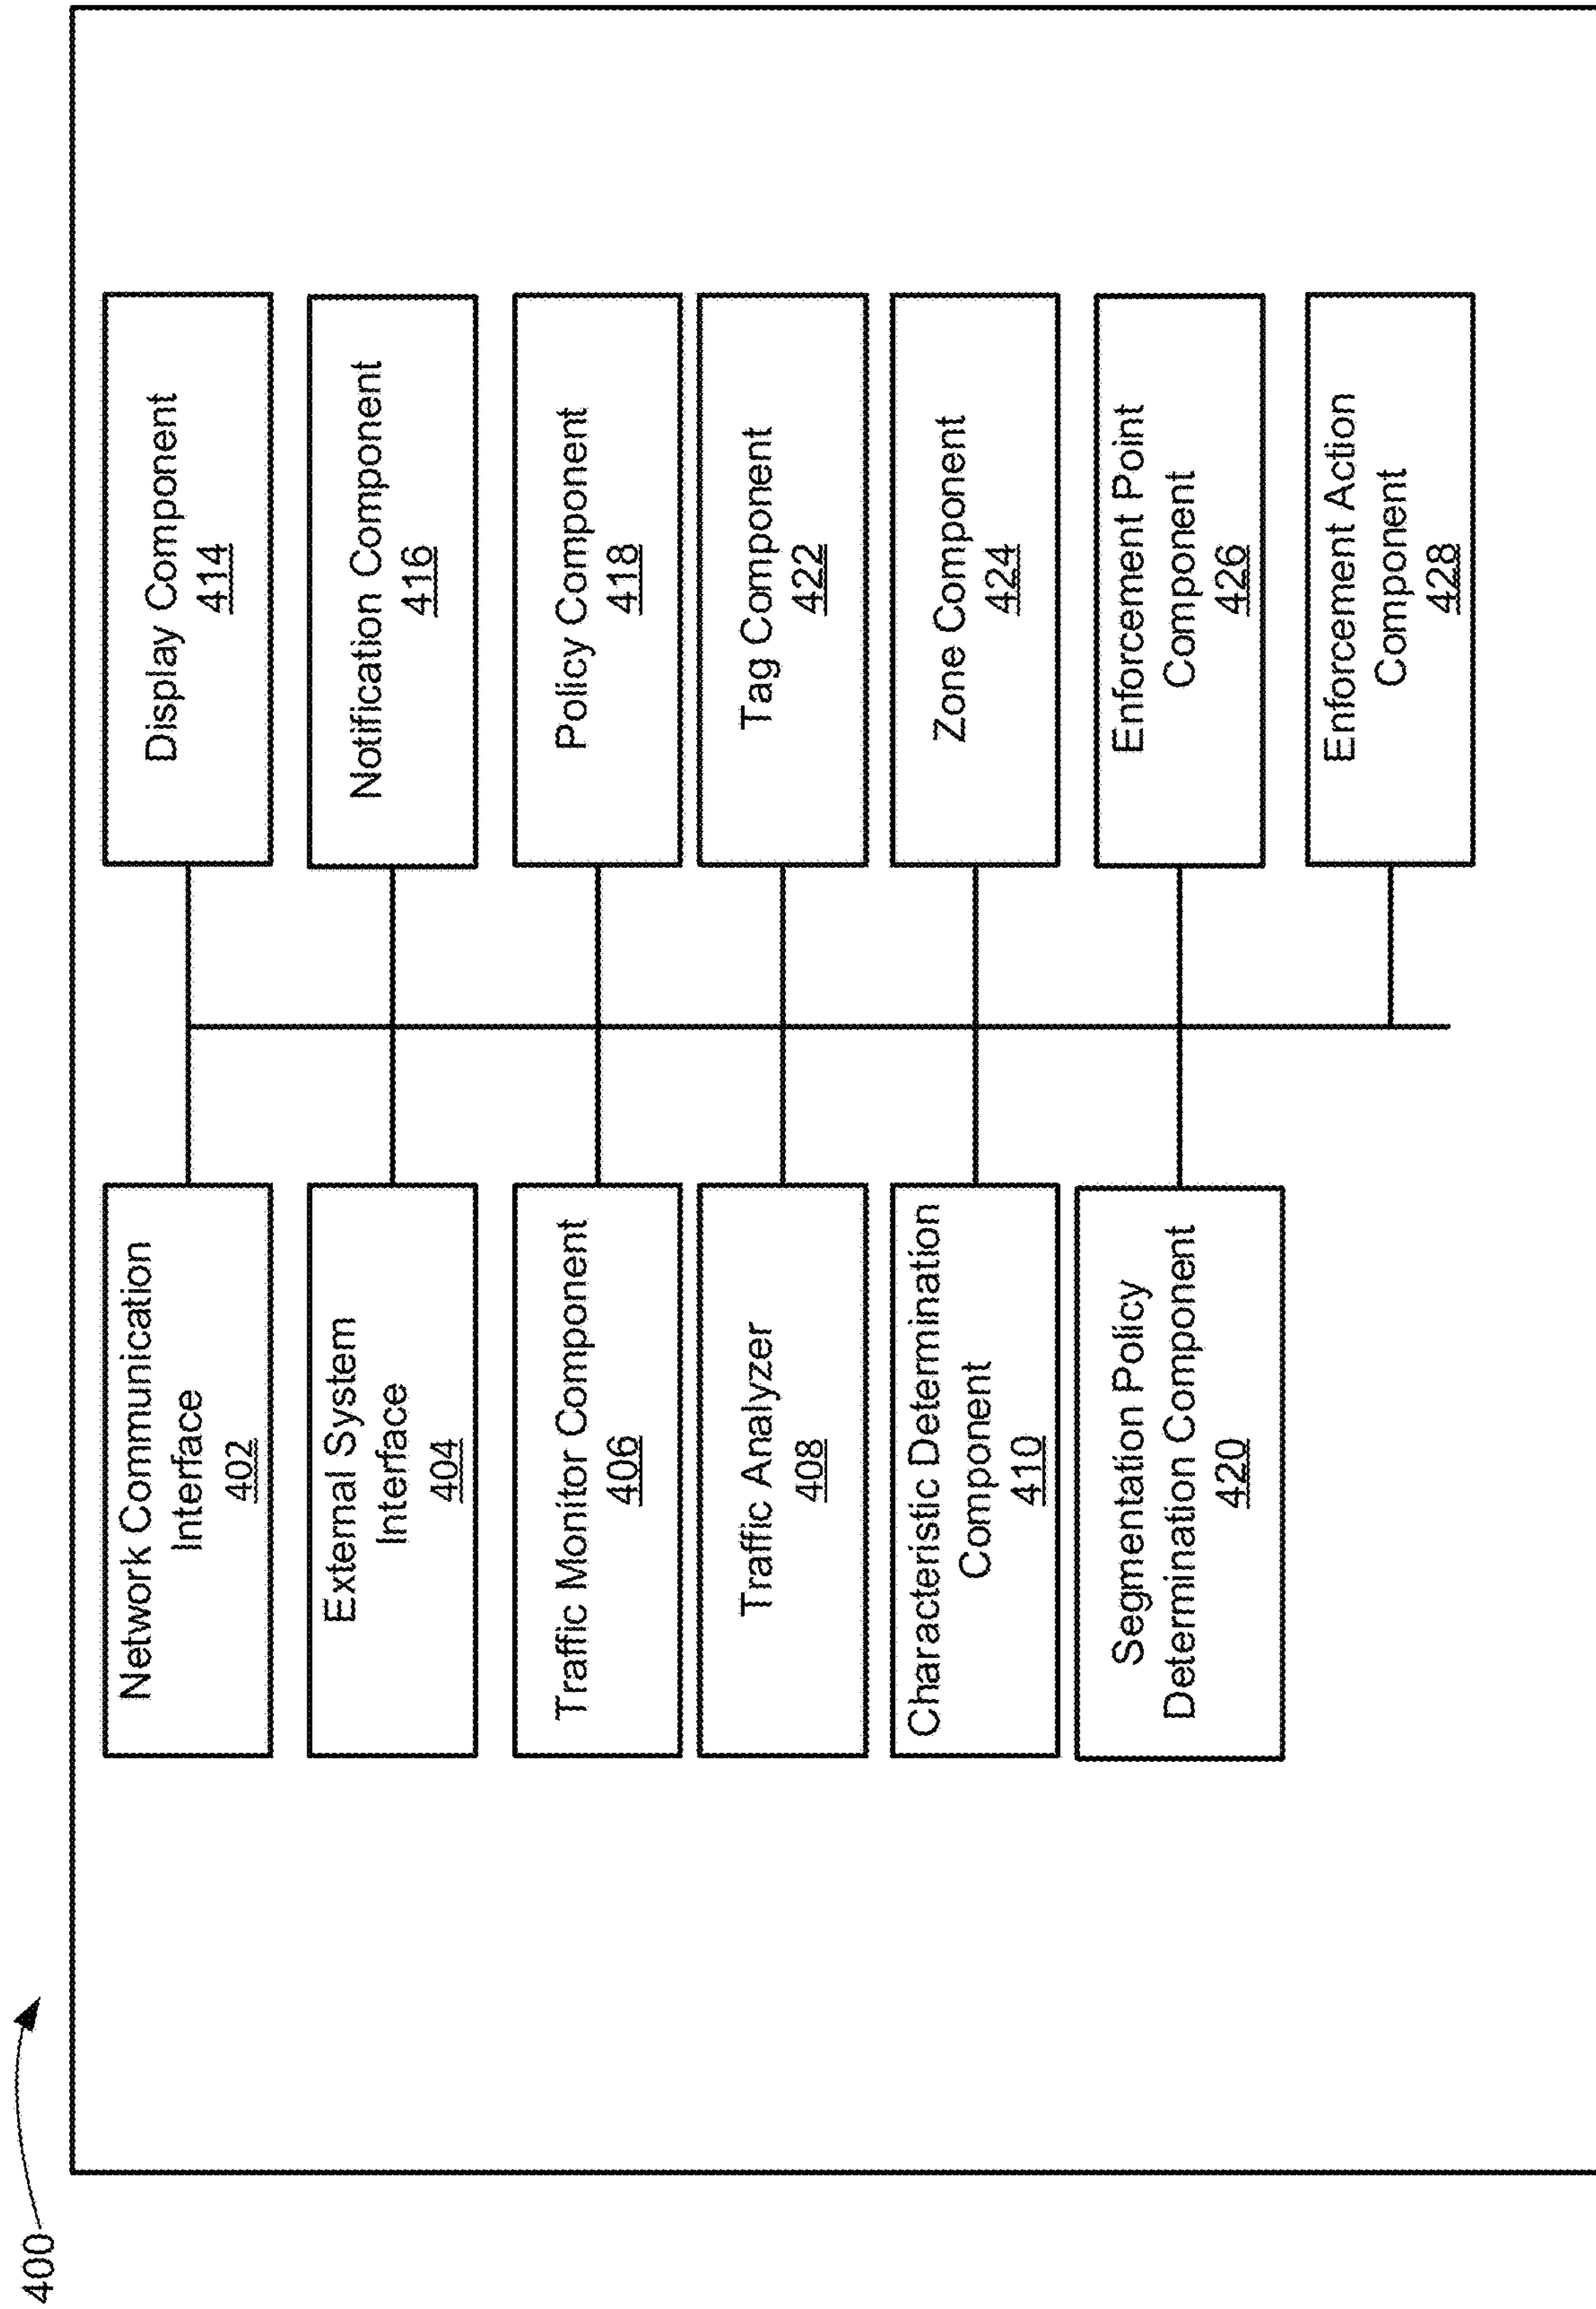 400
Network Communication
Interface
402
External System
Interface
404
Traffic Monitor Component
406
Traffic Analyzer
408
Characteristic Determination
Component
410
Segmentation Policy
Determination Component
420
Display Component
414
Notification Component
416
Policy Component
418
Tag Component
422
Zone Component
424
Enforcement Point
Component
426
Enforcement Action
Component
428